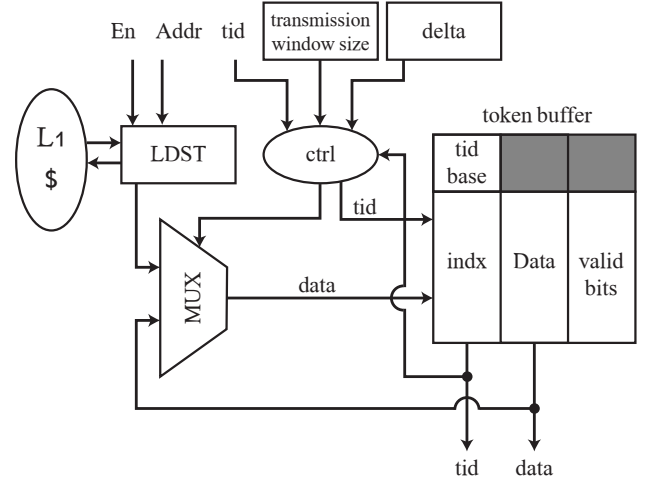 transmission
window size
delta
En Addr tid
token buffer
L1
$
LDST
ctrl
tid
base
tid
indx
Data
valid
bits
MUX
data
tid
data